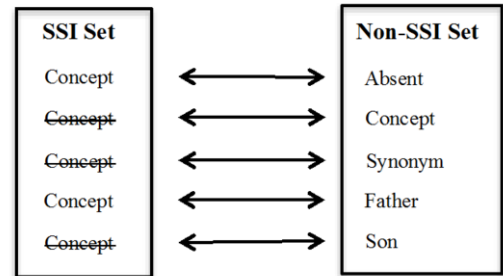 SSI Set
Non-SSI Set
Concept
Absent
Concept
Concept
Concept
Synonym
Concept
Father
Concept
Son